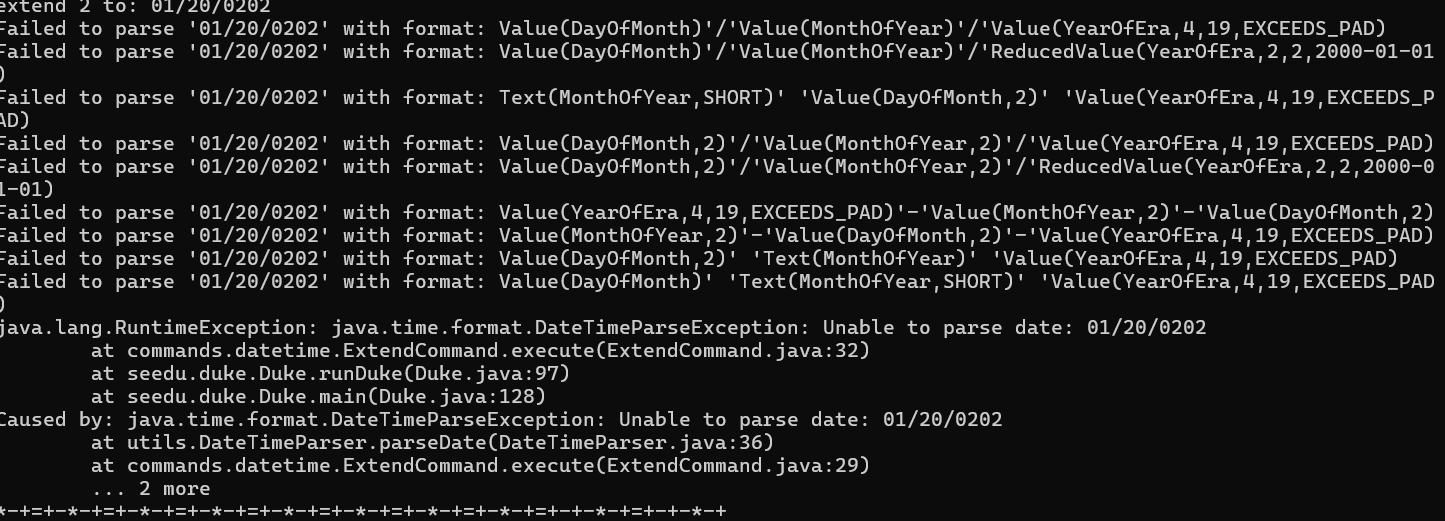 extend 2 to: 01/20/0202
Failed to parse '01/20/0202' with format: Value(DayOfMonth)'/'Value(MonthOfYear)'/'Value(YearOfEra,4,19,EXCEEDS_PAD)
Failed to parse '01/20/0202' with format: Value(DayOfMonth)'/'Value(MonthOfYear)'/'ReducedValue(YearOfEra,2,2,2000-01-01
)
Failed to parse '01/20/0202' with format: Text(MonthOfYear,SHORT)' 'Value(DayOfMonth,2)' 'Value(YearOfEra,4,19,EXCEEDS_P
AD)
Failed to parse '01/20/0202' with format: Value(DayOfMonth,2)'/'Value(MonthOfYear,2)'/'Value(YearOfEra,4,19,EXCEEDS_PAD)
Failed to parse '01/20/0202' with format: Value(DayOfMonth,2)'/'Value(MonthOfYear,2)'/'ReducedValue(YearOfEra,2,2,2000-0
1-01)
Failed to parse '01/20/0202' with format: Value(YearOfEra,4,19,EXCEEDS_PAD)'-'Value(MonthOfYear,2)'-'Value(DayOfMonth,2)
Failed to parse '01/20/0202' with format: Value(MonthOfYear,2)'-'Value(DayOfMonth,2)'-'Value(YearOfEra,4,19,EXCEEDS_PAD)
Failed to parse '01/20/0202' with format: Value(DayOfMonth,2)' 'Text(MonthOfYear)' 'Value(YearOfEra,4,19,EXCEEDS_PAD)
Failed to parse '01/20/0202' with format: Value(DayOfMonth)' 'Text(MonthOfYear,SHORT)' 'Value(YearOfEra,4,19,EXCEEDS_PAD
)
java.lang.RuntimeException: java.time.format.DateTimeParseException: Unable to parse date: 01/20/0202
at commands.datetime.ExtendCommand.execute(ExtendCommand.java:32)
at seedu.duke.Duke.runDuke(Duke.java:97)
at seedu.duke.Duke.main(Duke.java:128)
Caused by: java.time.format.DateTimeParseException: Unable to parse date: 01/20/0202
at utils.DateTimeParser.parseDate(DateTimeParser.java:36)
at commands.datetime.ExtendCommand.execute(ExtendCommand.java:29)
... 2 more
*-+=+-*-+=+-*-+=+-*-+=+-*-+=+-*-+=+-*-+=+-*-+=+-*-+=+-*-+